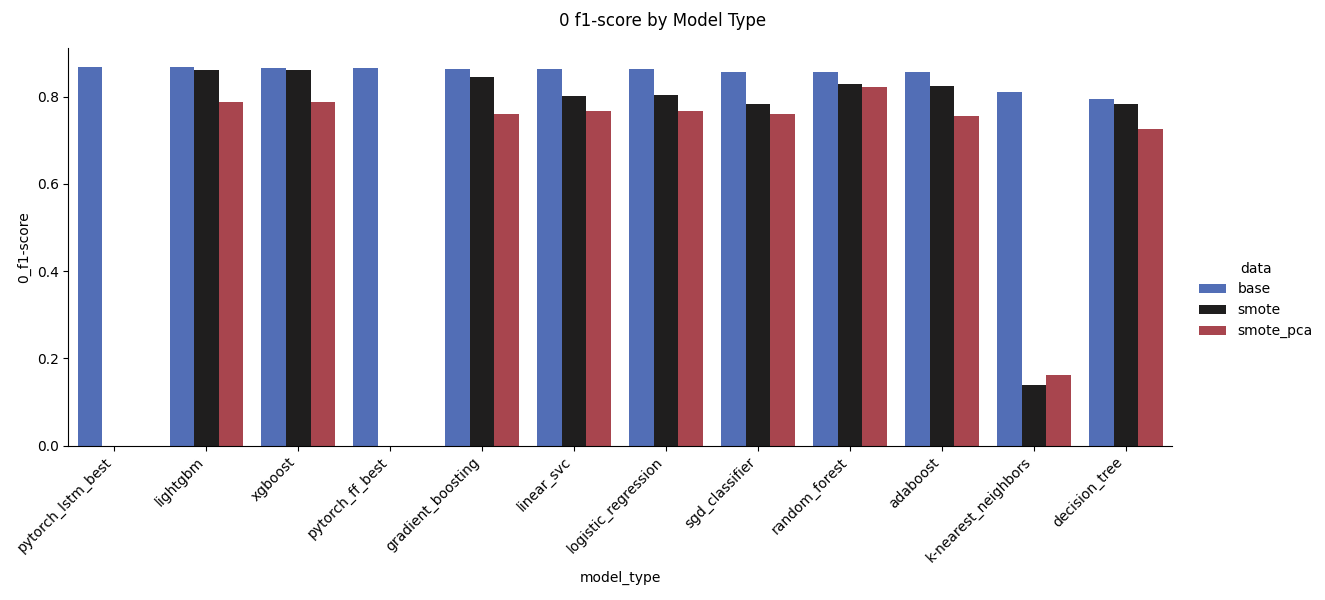 0 f1-score by Model Type
0_f1-score
0.8
0.6
0.4
0.2
0.0
pytorch_lstm_best
lightgbm
xgboost
pytorch_ff_best
gradient_boosting
linear_svc
logistic_regression
sgd_classifier
random_forest
adaboost
k-nearest_neighbors
decision_tree
model_type
data
base
smote
smote_pca